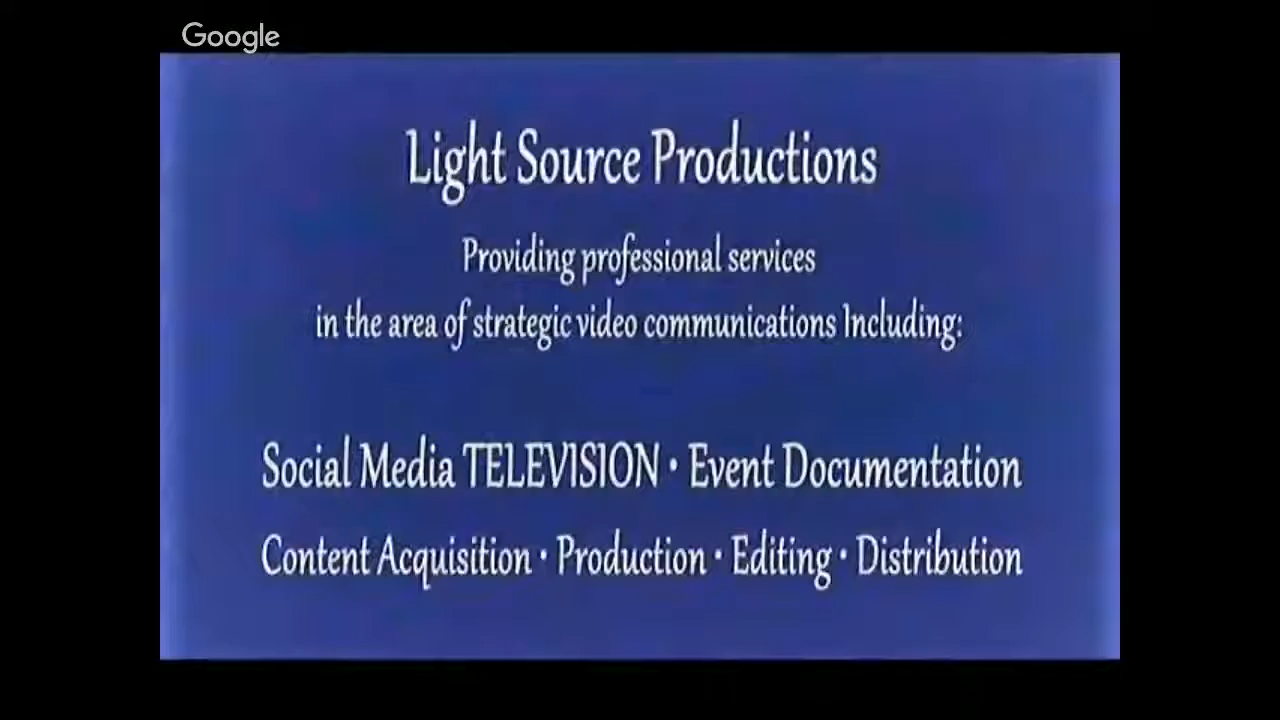 Google
Light Source Productions
Providing professional services
in the area of strategic video communications Including:
Social Media TELEVISION • Event Documentation
Content Acquisition • Production • Editing • Distribution